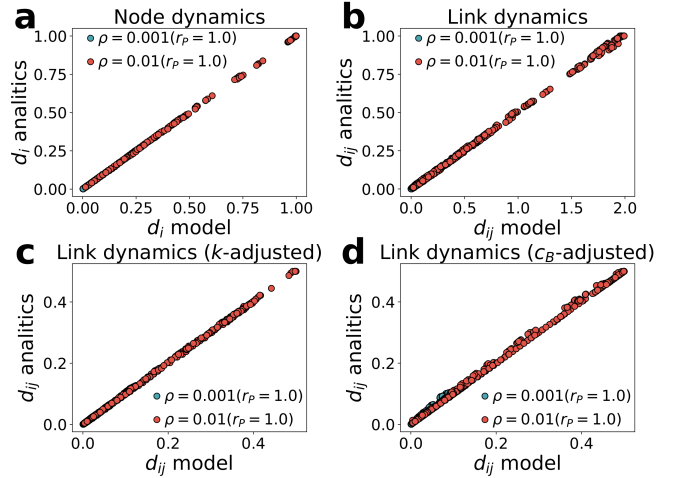 a Node dynamics
1.00
0.75
0.50
0.25
0.00
d_i analitics
ρ = 0.001(r_P = 1.0)
ρ = 0.01(r_P = 1.0)
0.00 0.25 0.50 0.75 1.00
d_i model
b Link dynamics
1.00
0.75
0.50
0.25
0.00
d_ij analitics
ρ = 0.001(r_P = 1.0)
ρ = 0.01(r_P = 1.0)
0.0 0.5 1.0 1.5 2.0
d_ij model
c Link dynamics (k-adjusted)
0.4
0.2
0.0
d_ij analitics
ρ = 0.001(r_P = 1.0)
ρ = 0.01(r_P = 1.0)
0.0 0.2 0.4
d_ij model
d Link dynamics (c_B-adjusted)
0.4
0.2
0.0
d_ij analitics
ρ = 0.001(r_P = 1.0)
ρ = 0.01(r_P = 1.0)
0.0 0.2 0.4
d_ij model